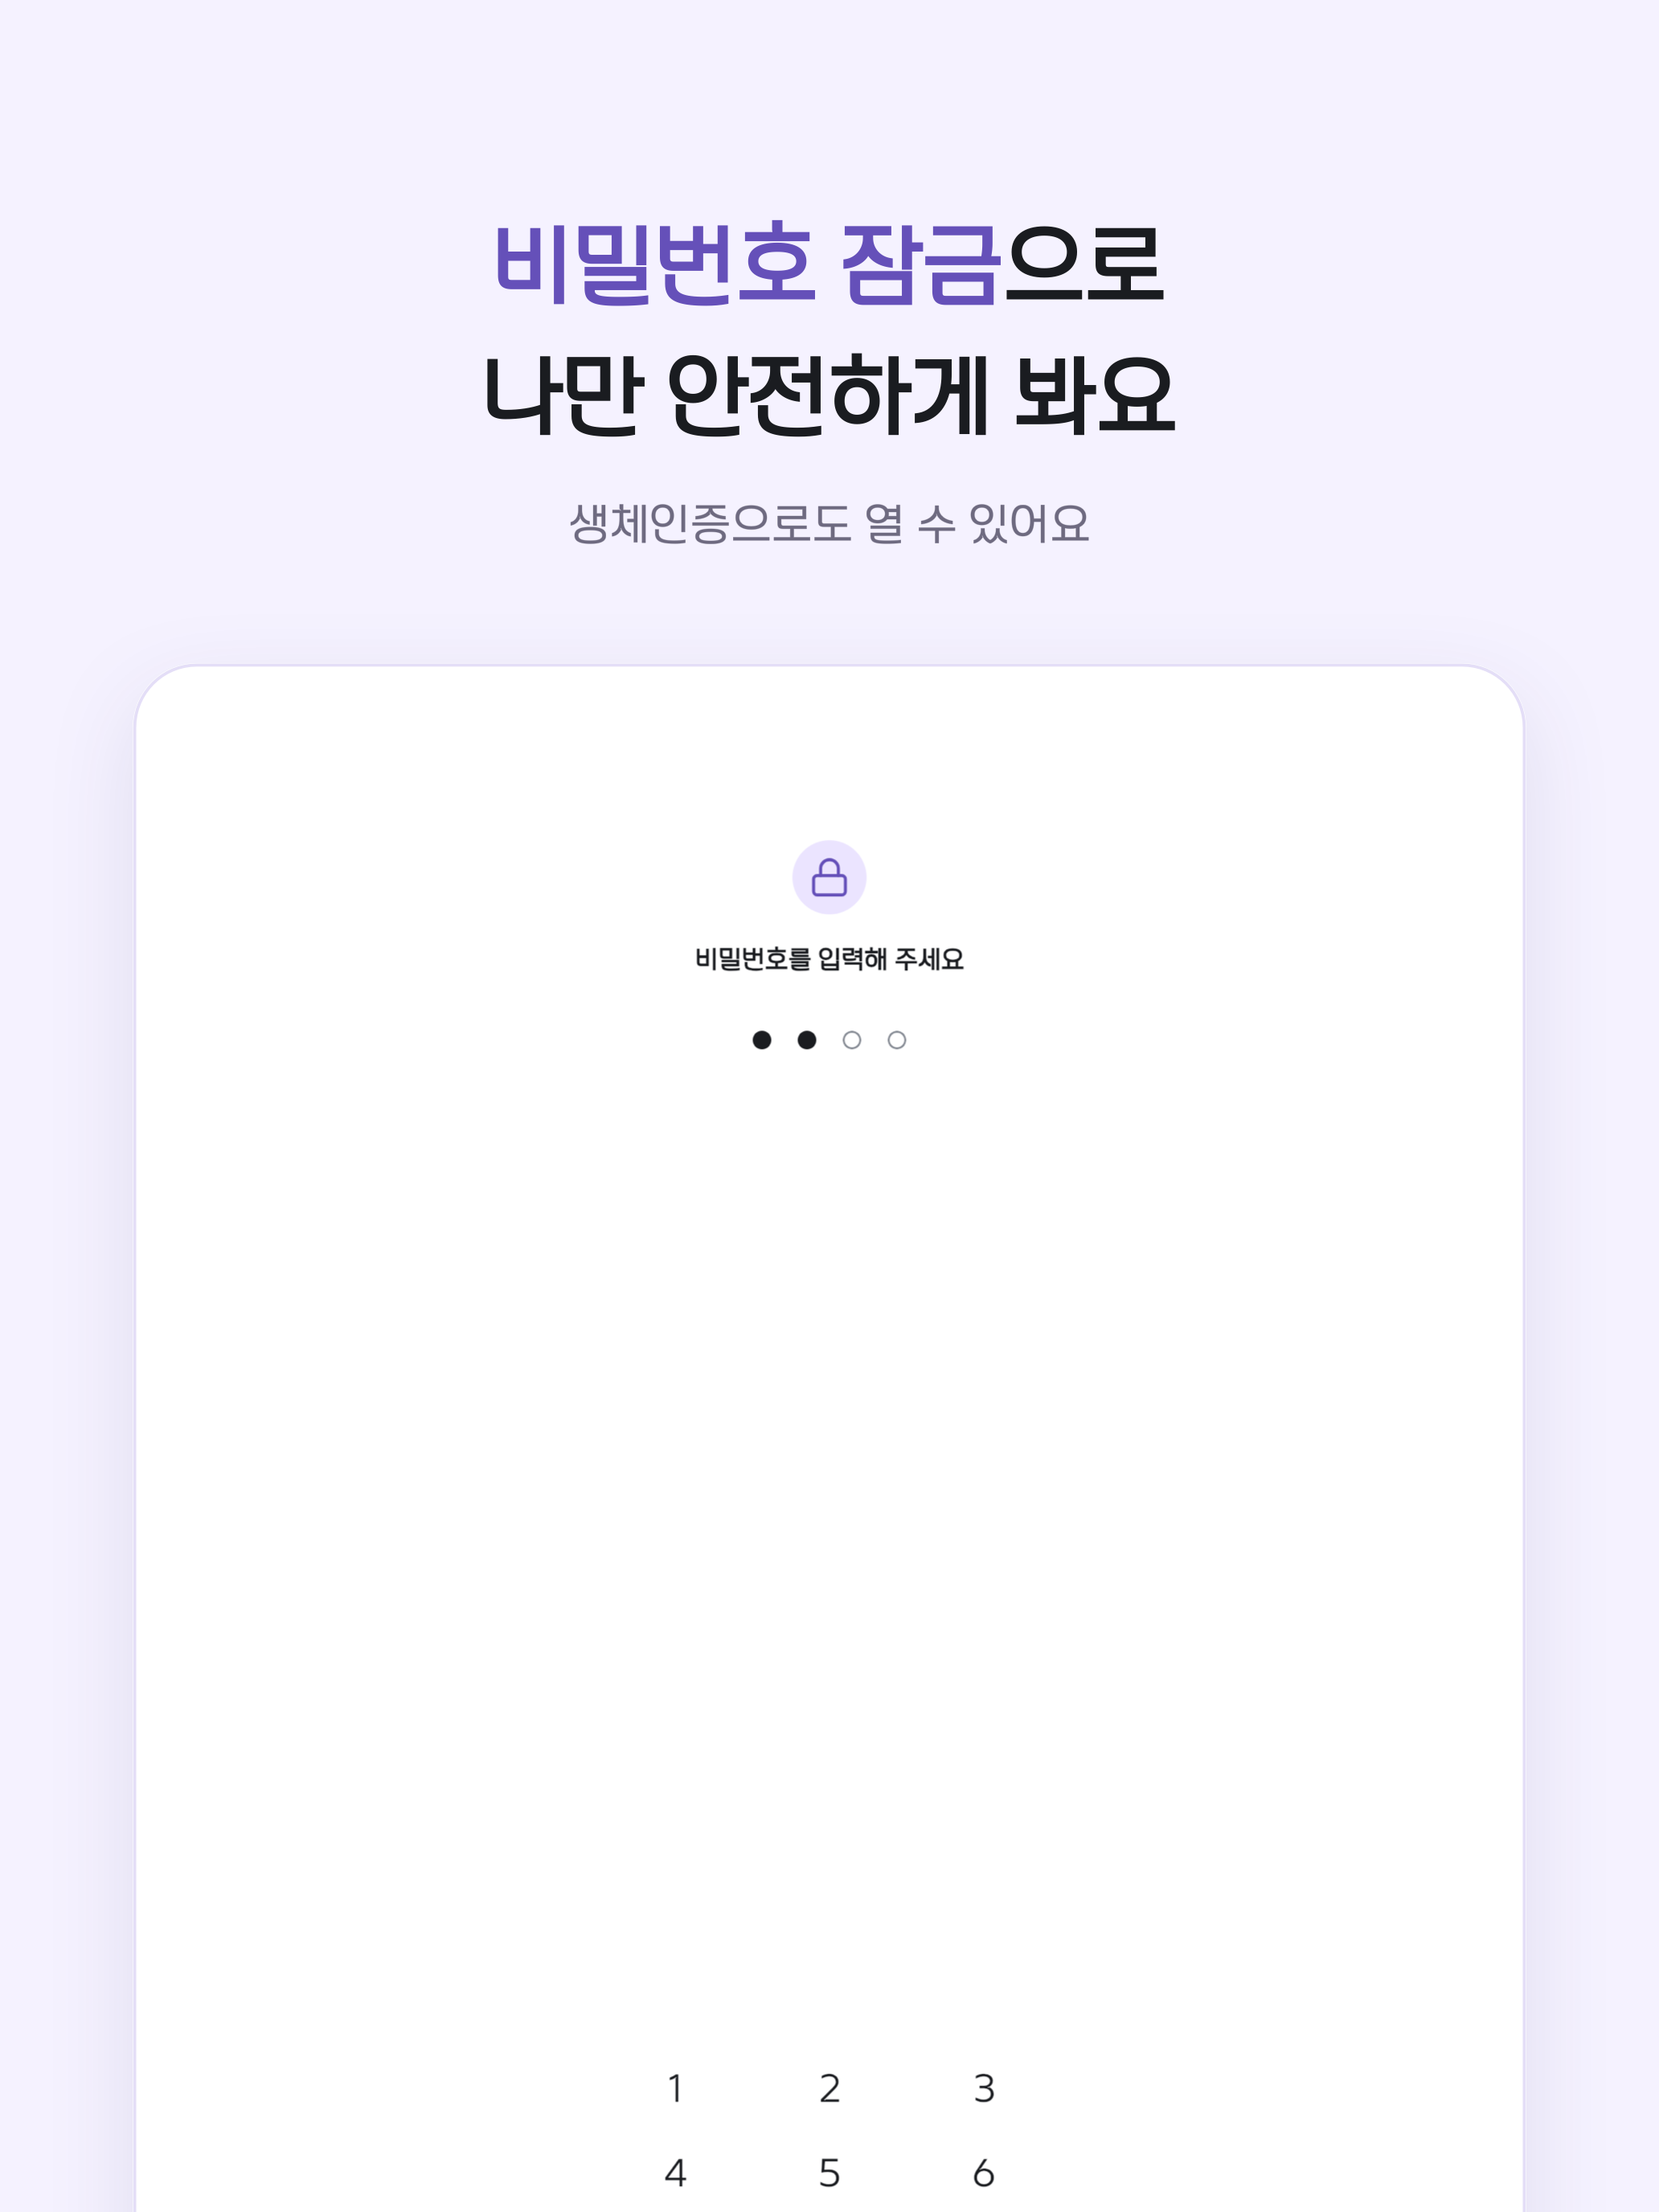 비밀번호 잠금으로
나만 안전하게 봐요
생체인증으로도 열 수 있어요
비밀번호를 입력해 주세요
1 2 3
4 5 6